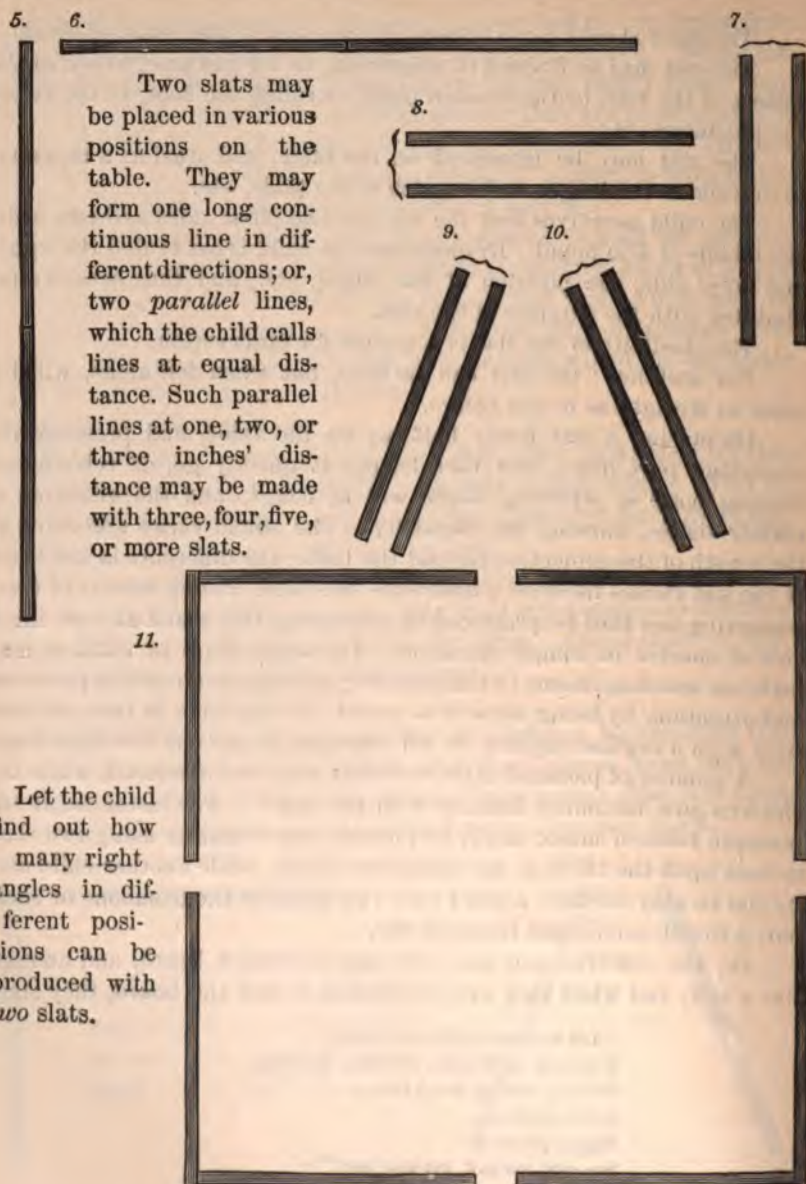 5. 6. 7.
Two slats may
be placed in various
positions on the
table. They may
form one long con-
tinuous line in dif-
ferent directions; or,
two parallel lines,
which the child calls
lines at equal dis-
tance. Such parallel
lines at one, two, or
three inches' dis-
tance may be made
with three, four, five,
or more slats.
8.
9. 10.
11.
Let the child
ind out how
many right
angles in dif-
ferent posi-
tions can be
produced with
wo slats.